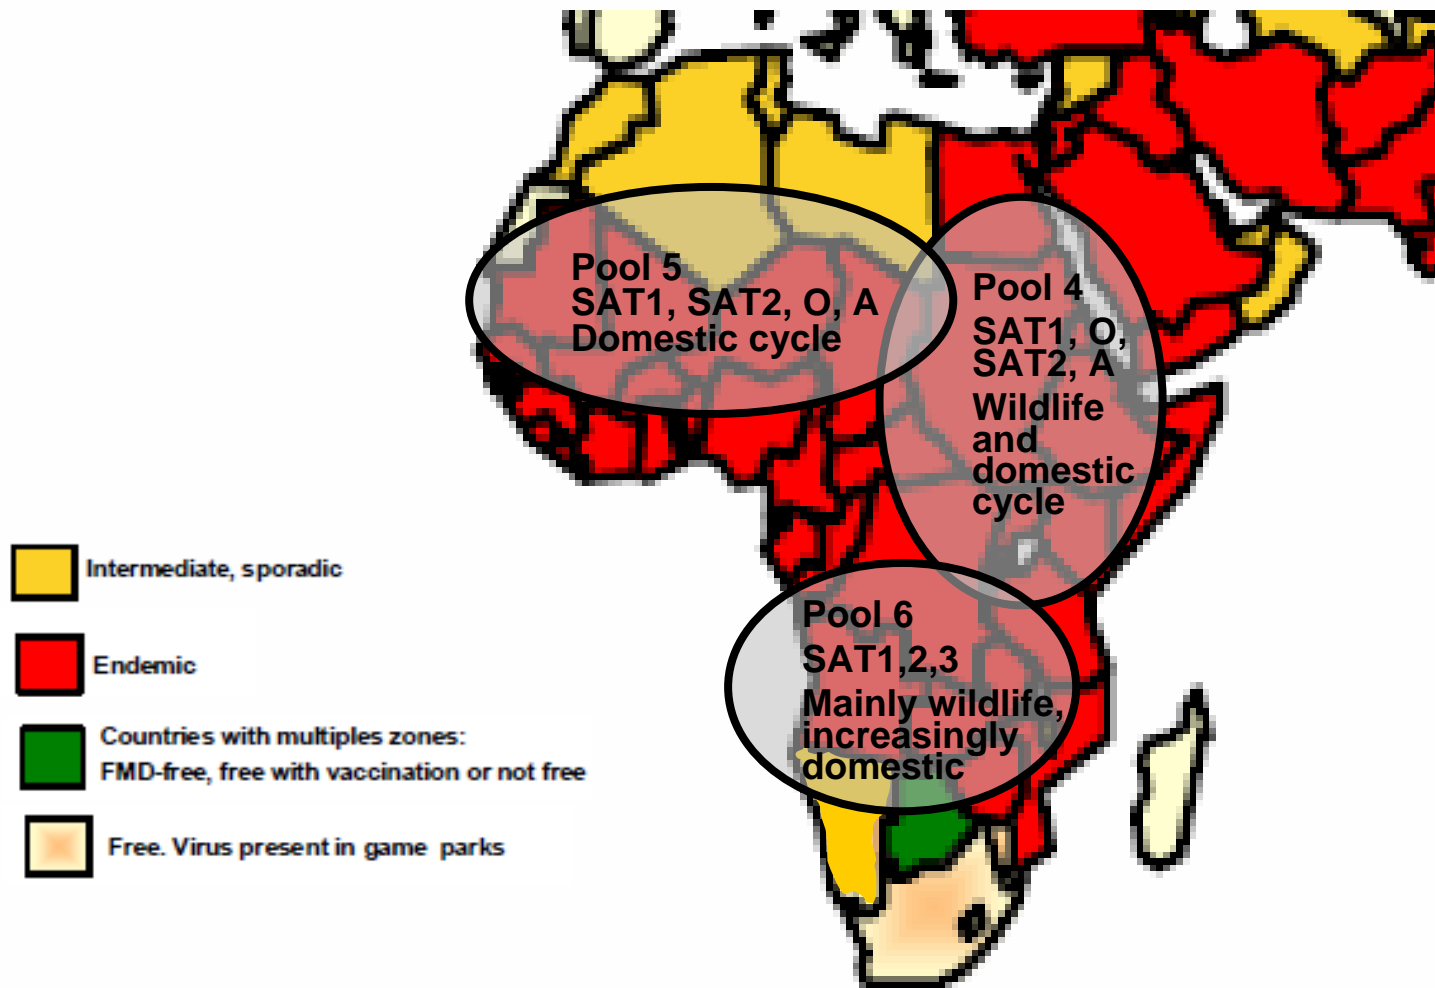 Pool 5
SAT1, SAT2, O, A
Domestic cycle
Pool 4
SAT1, O,
SAT2, A
Wildlife
and
domestic
cycle
Pool 6
SAT1,2,3
Mainly wildlife,
increasingly
domestic
Intermediate, sporadic
Endemic
Countries with multiples zones:
FMD-free, free with vaccination or not free
Free. Virus present in game parks